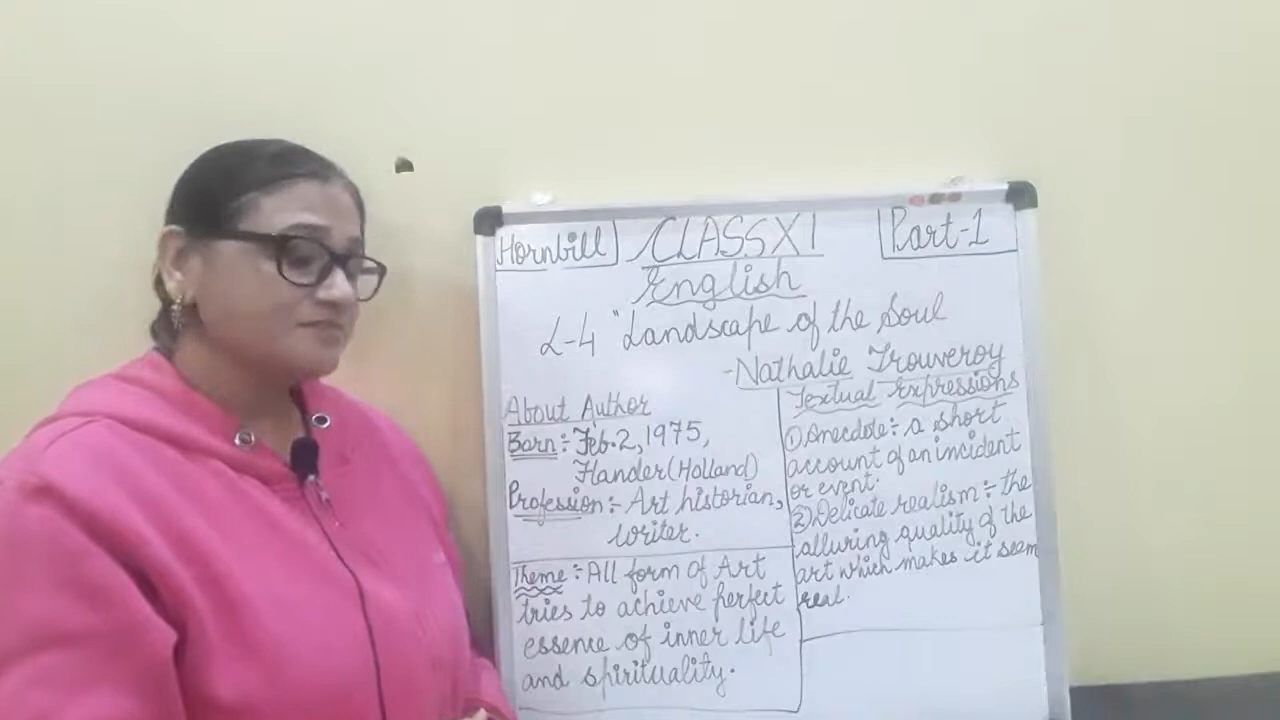 Hornbill
CLASS XI
Part-1
English
L-4 "Landscape of the Soul
-Nathalie Trouveroy
About Author
Born:- Feb. 2, 1975,
Flander (Holland)
Profession:- Art historian,
writer.
Theme:- All form of Art
tries to achieve perfect
essence of inner life
and spirituality.
Textual Expressions
① Anecdote:- a short
account of an incident
or event.
② Delicate realism:- the
alluring quality of the
art which makes it seem
real.